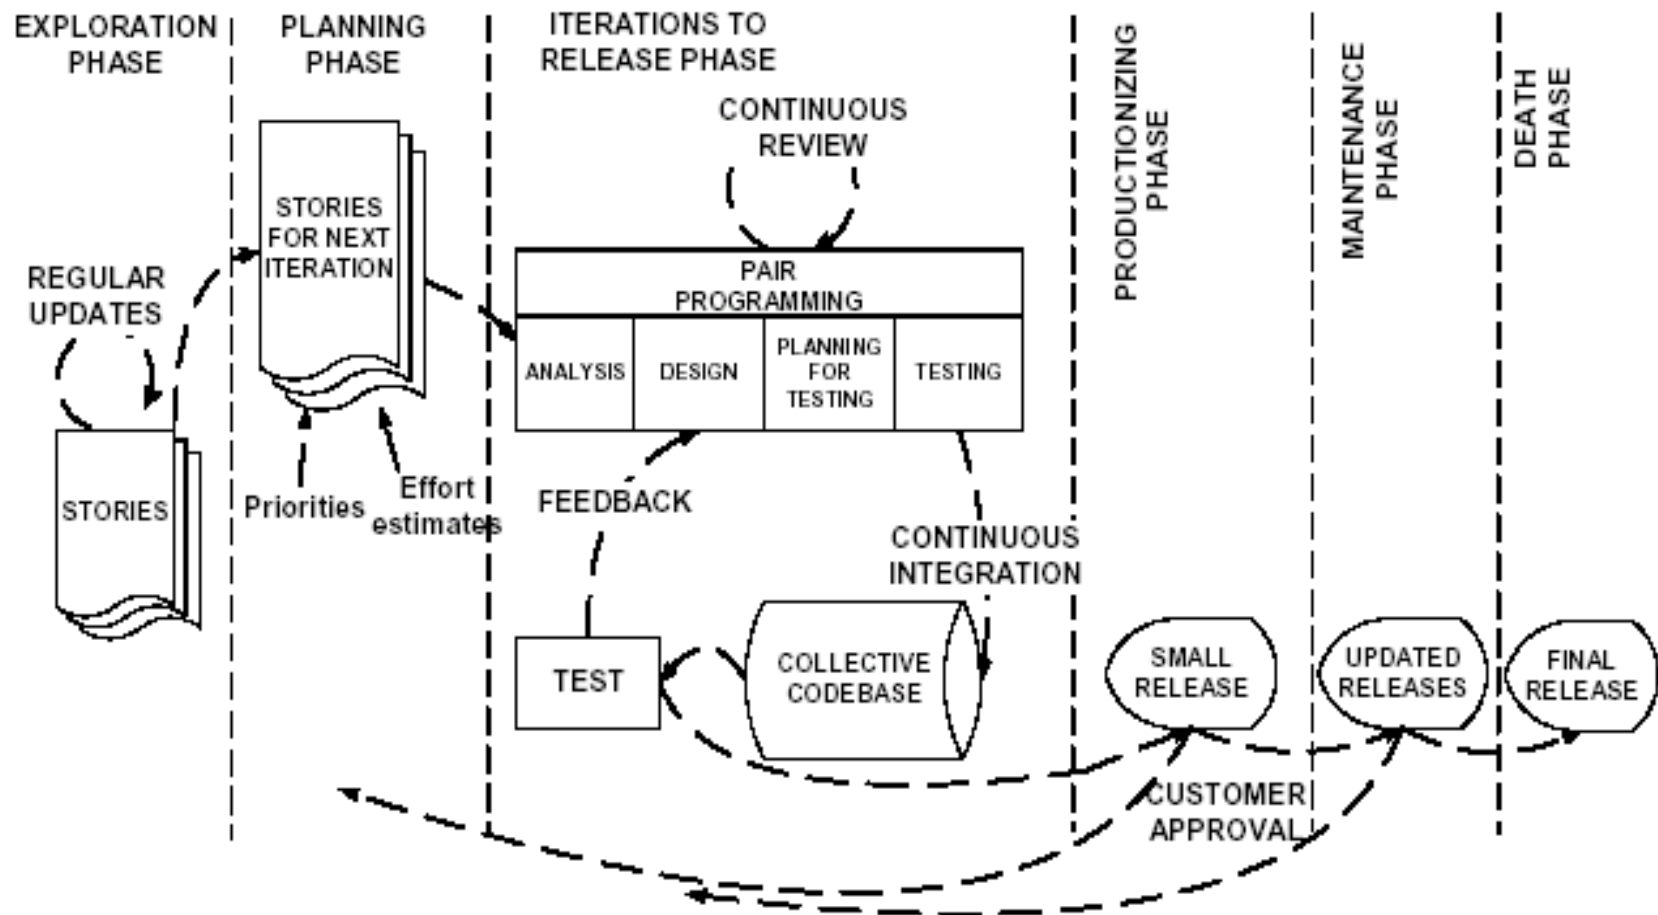 EXPLORATION
PHASE
PLANNING
PHASE
ITERATIONS TO
RELEASE PHASE
PRODUCTIONIZING
PHASE
MAINTENANCE
PHASE
DEATH
PHASE
REGULAR
UPDATES
STORIES
STORIES
FOR NEXT
ITERATION
Priorities
Effort
estimates
CONTINUOUS
REVIEW
PAIR
PROGRAMMING
ANALYSIS
DESIGN
PLANNING
FOR
TESTING
TESTING
FEEDBACK
CONTINUOUS
INTEGRATION
TEST
COLLECTIVE
CODEBASE
SMALL
RELEASE
UPDATED
RELEASES
FINAL
RELEASE
CUSTOMER
APPROVAL